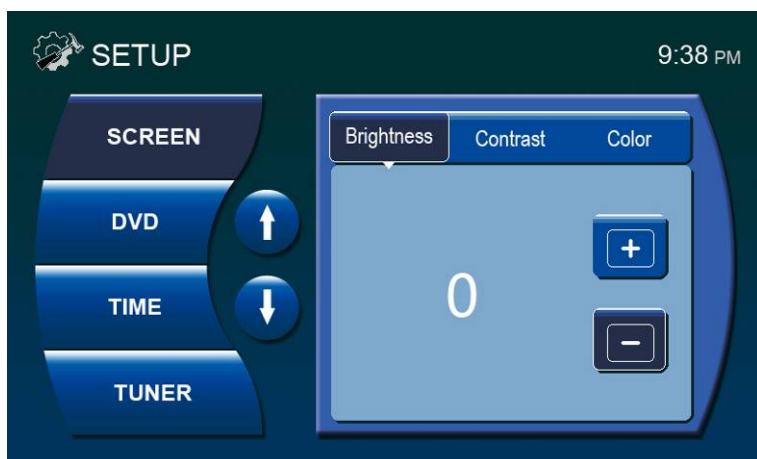 SETUP
9:38 PM
SCREEN
DVD
TIME
TUNER
Brightness Contrast Color
0
+
−